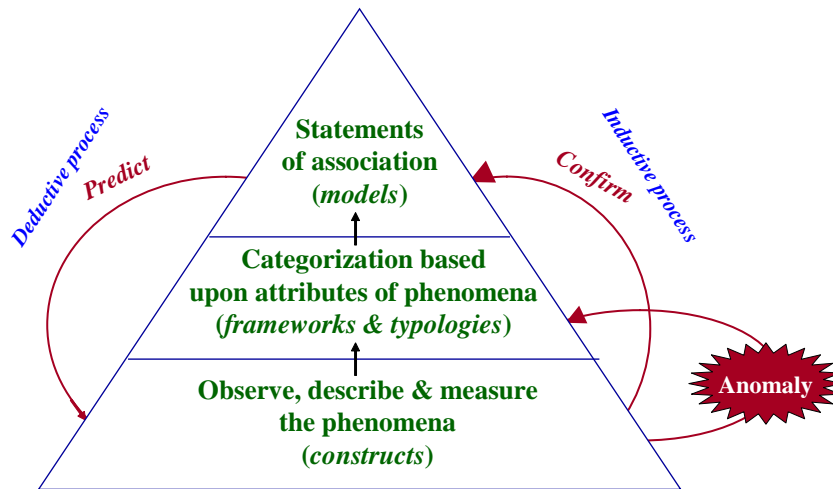 Statements
of association
(models)
Categorization based
upon attributes of phenomena
(frameworks & typologies)
Observe, describe & measure
the phenomena
(constructs)
Deductive process
Predict
Confirm
Inductive process
Anomaly